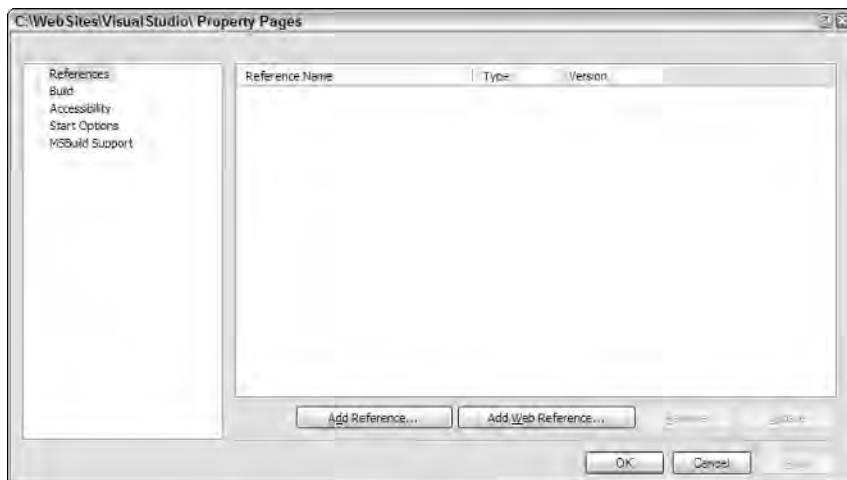 C:\WebSites\VisualStudio\ Property Pages
References
Build
Accessibility
Start Options
MSBuild Support
Reference Name Type Version
Add Reference... Add Web Reference...
OK Cancel